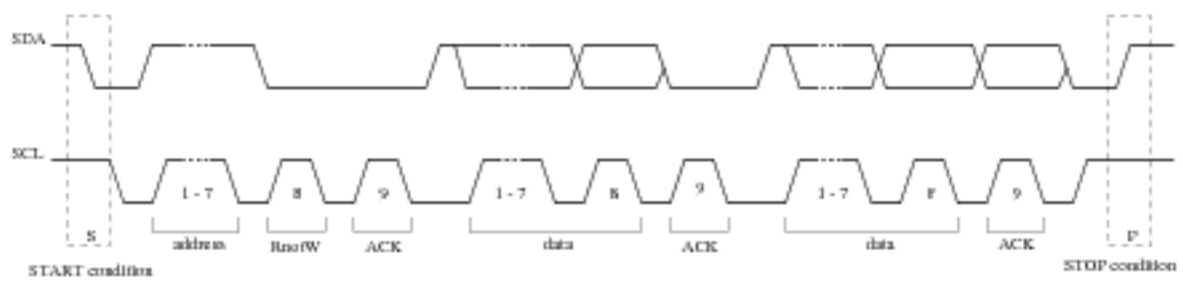 SDA
SCL
1 - 7
8
9
1 - 7
8
9
1 - 7
9
S
P
address
RnofW
ACK
data
ACK
data
ACK
START condition
STOP condition